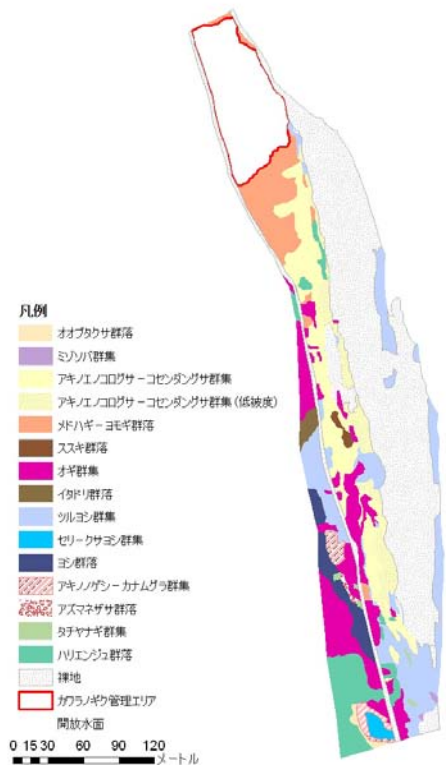 凡例
オオブタクサ群落
ミゾソバ群集
アキノエノコログサーコセンダングサ群集
アキノエノコログサーコセンダングサ群集(低被度)
メドハギーヨモギ群落
ススキ群落
オギ群集
イタドリ群落
ツルヨシ群集
セリークサヨシ群集
ヨシ群落
アキノノゲシーカナムグラ群集
アズマネザサ群落
タチヤナギ群集
ハリエンジュ群落
裸地
カワラノギク管理エリア
開放水面
0 15 30 60 90 120
メートル